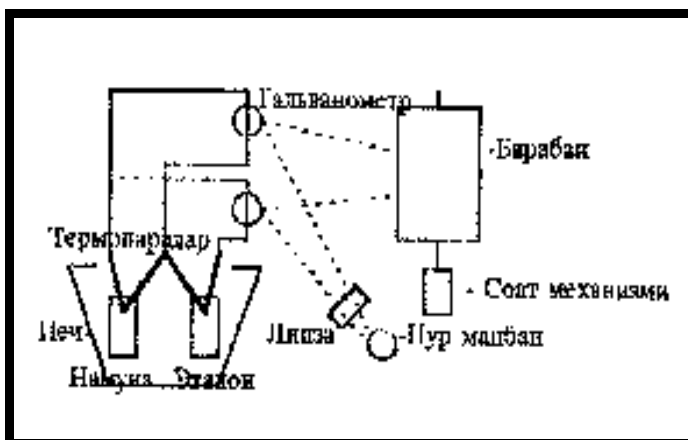 Гальванометр
Барабан
Термопаралар
Соат механизми
Печ
Линза
Нур манбаи
Намуна
Эталон